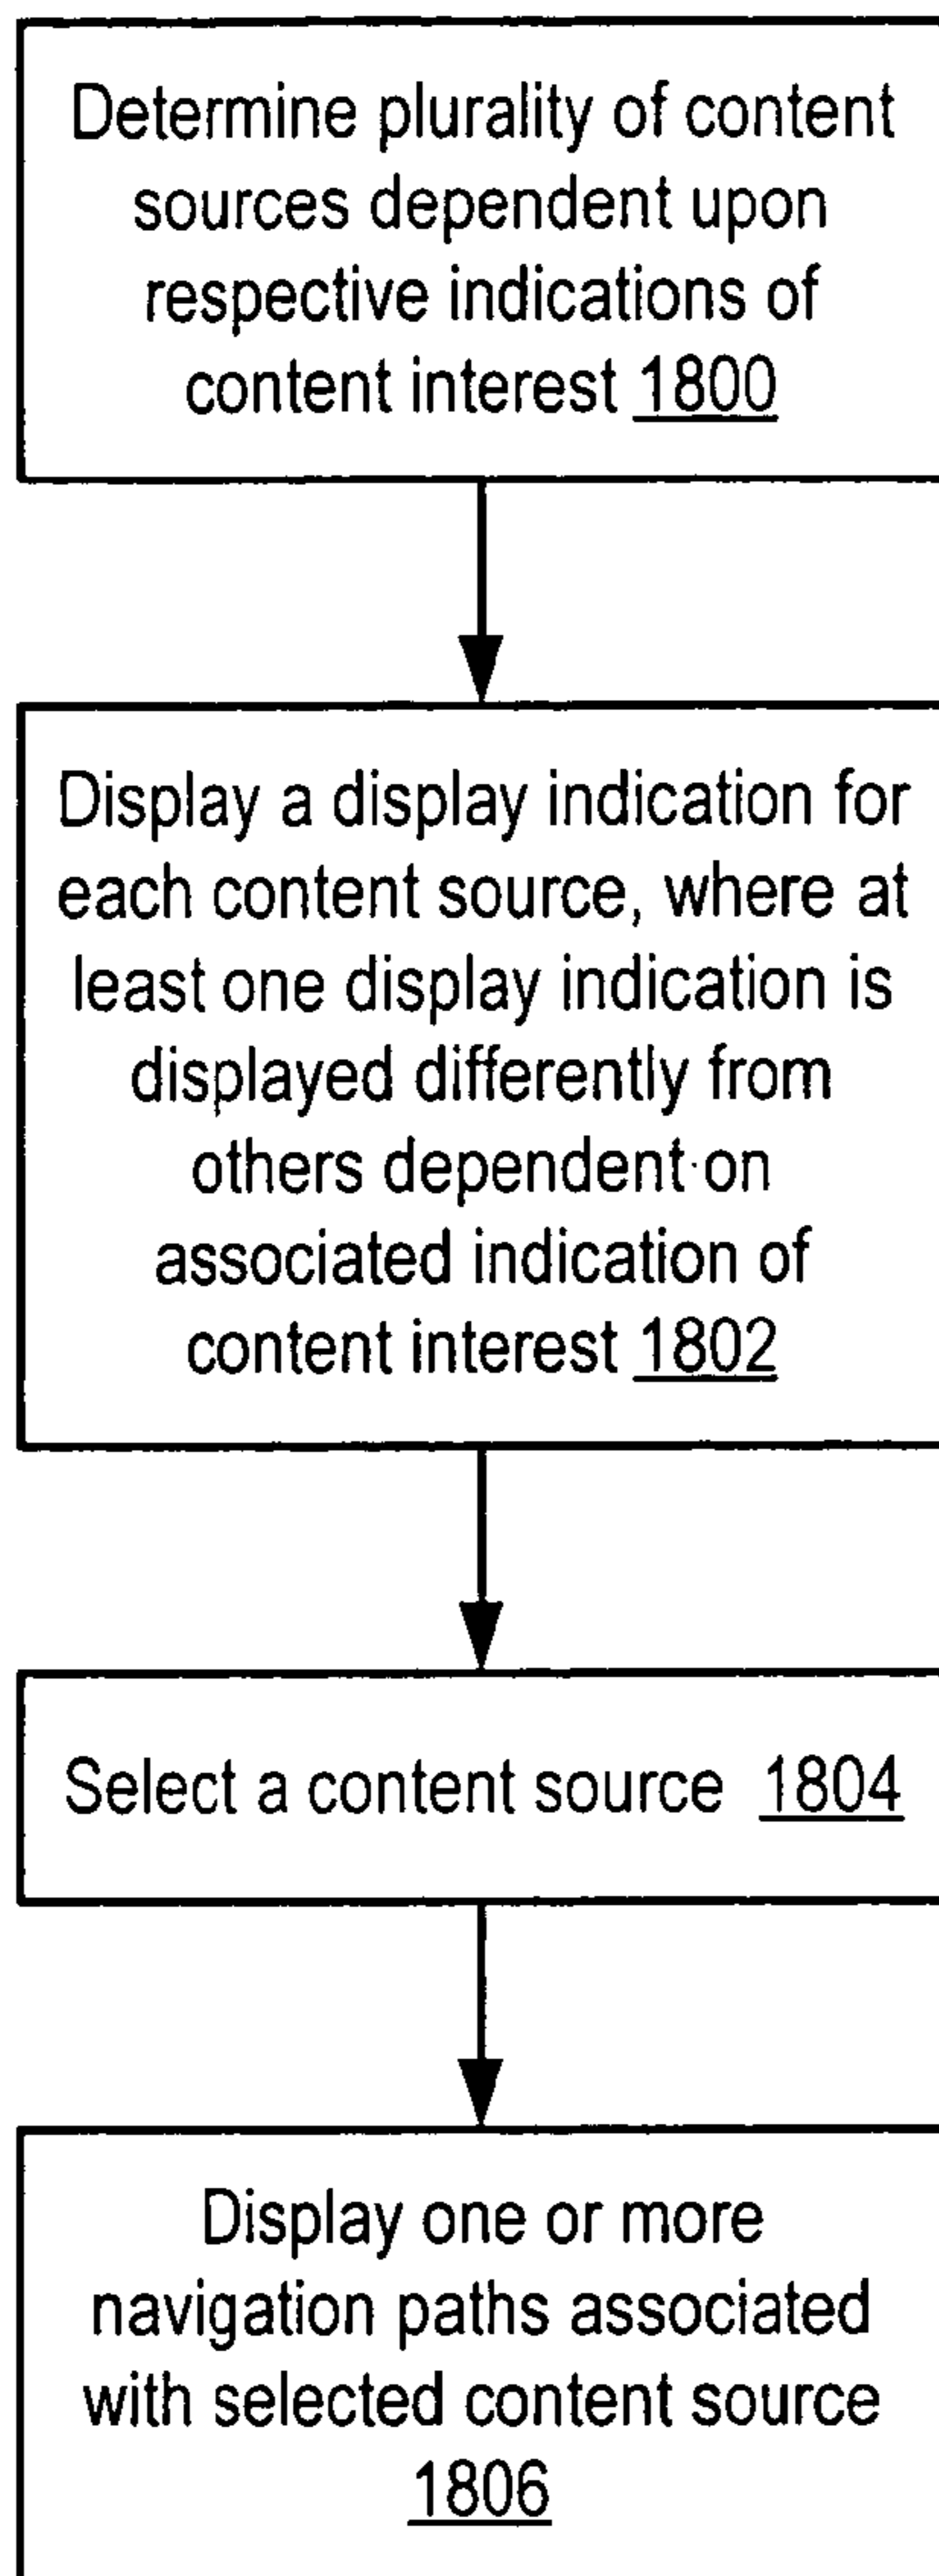 Determine plurality of content
sources dependent upon
respective indications of
content interest 1800
Display a display indication for
each content source, where at
least one display indication is
displayed differently from
others dependent on
associated indication of
content interest 1802
Select a content source 1804
Display one or more
navigation paths associated
with selected content source
1806